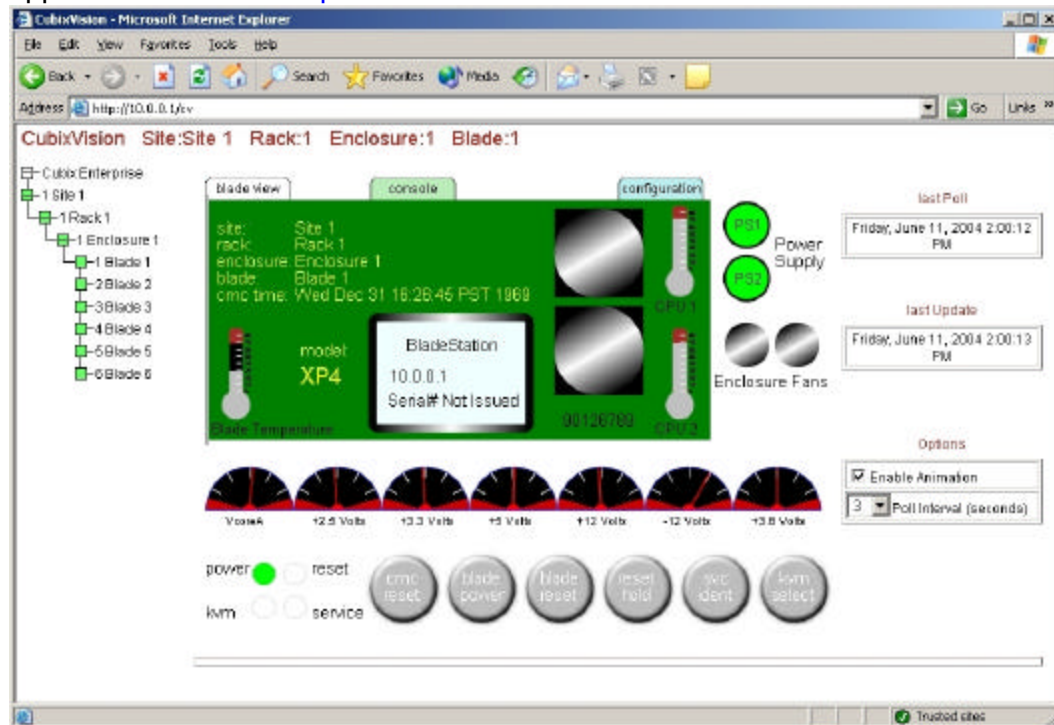 CubixVision - Microsoft Internet Explorer
File Edit View Favorites Tools Help
Back Search Favorites Media
Address http://10.0.0.1/cv Go Links »
CubixVision Site:Site 1 Rack:1 Enclosure:1 Blade:1
Cubix Enterprise
1 Site 1
1 Rack 1
1 Enclosure 1
1 Blade 1
2 Blade 2
3 Blade 3
4 Blade 4
5 Blade 5
6 Blade 6
blade view console configuration
site: Site 1
rack: Rack 1
enclosure: Enclosure 1
blade: Blade 1
cmc time: Wed Dec 31 16:26:45 PST 1969
model:
XP4
Blade Temperature
BladeStation
10.0.0.1
Serial# Not Issued
90126789
CPU 1
CPU 2
PS1
PS2
Power
Supply
Enclosure Fans
last Poll
Friday, June 11, 2004 2:00:12
PM
last Update
Friday, June 11, 2004 2:00:13
PM
Options
Enable Animation
3 Poll Interval (seconds)
VcoreA +2.5 Volts +3.3 Volts +5 Volts +12 Volts -12 Volts +3.8 Volts
power reset
kvm service
cmc
reset
blade
power
blade
reset
reset
hold
svc
ident
kvm
select
Trusted sites